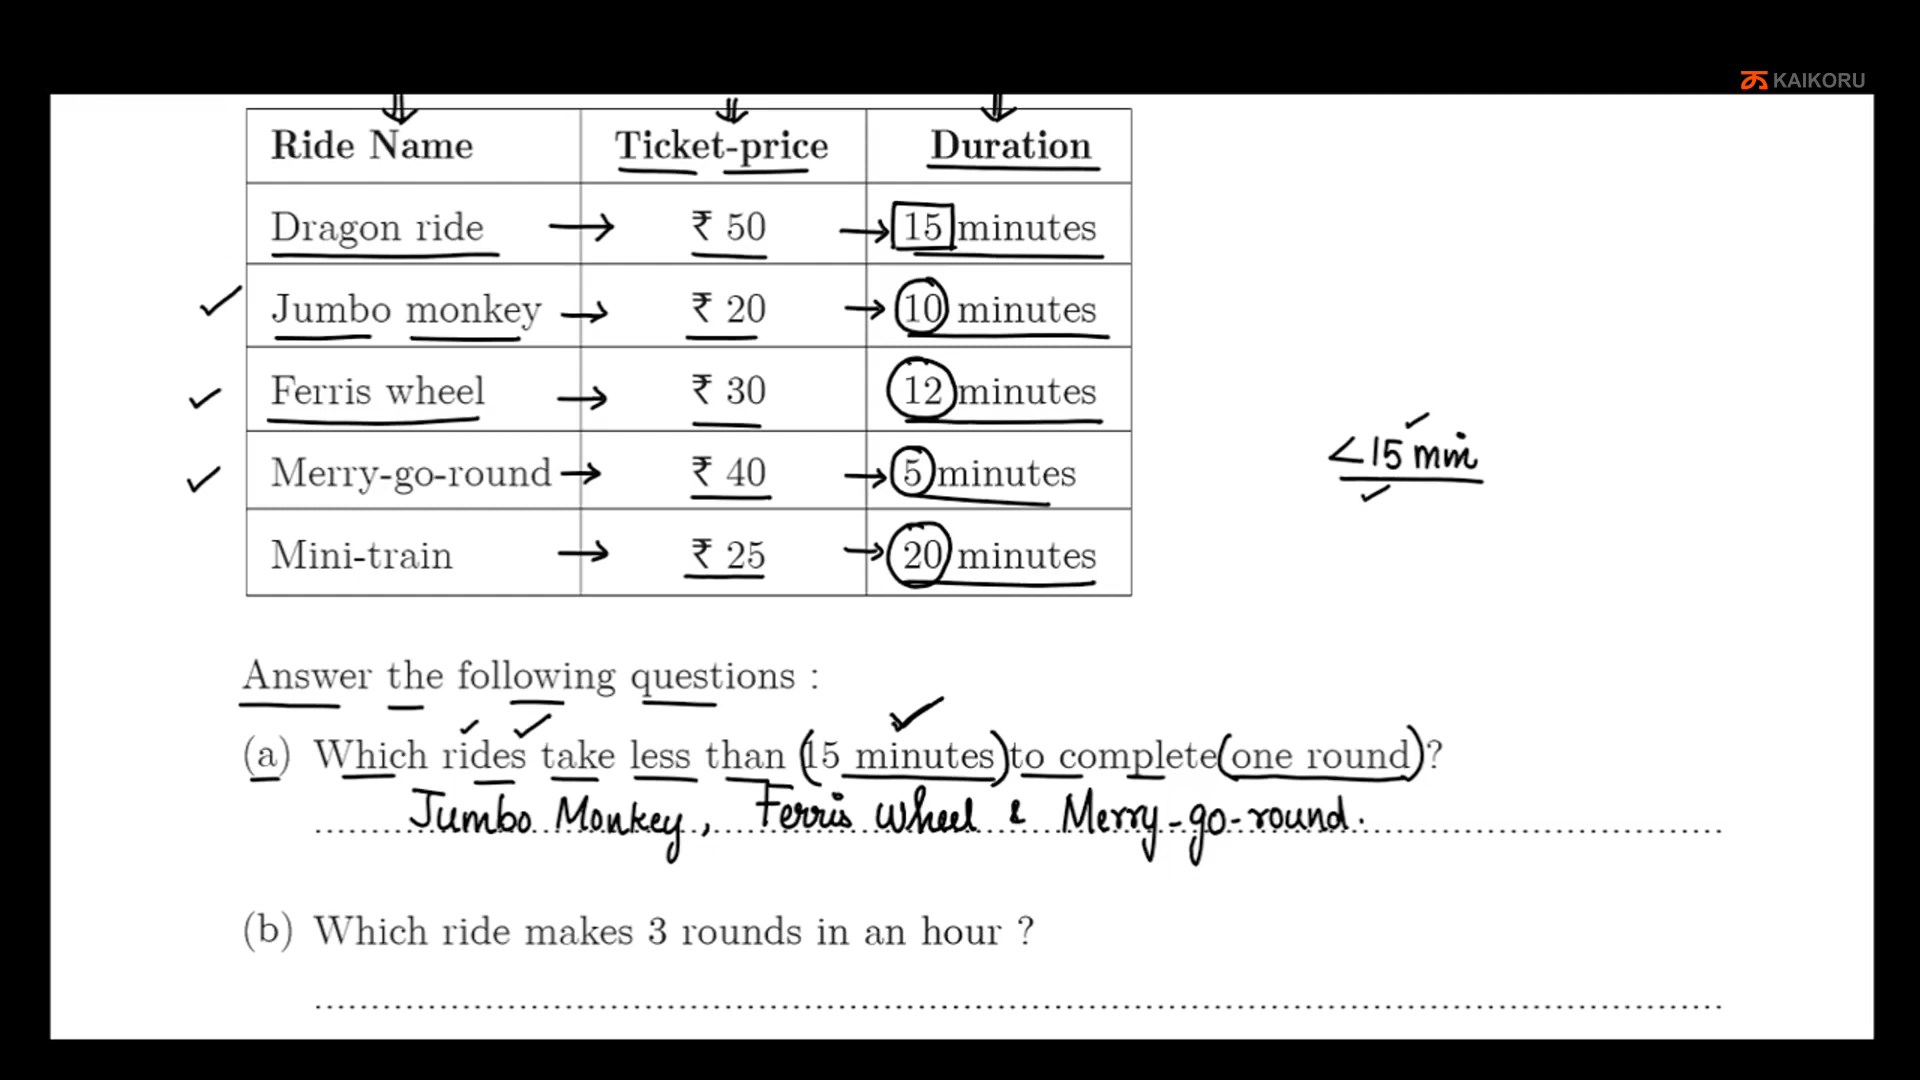 KAIKORU
Ride Name Ticket-price Duration
Dragon ride → ₹ 50 → 15 minutes
Jumbo monkey → ₹ 20 → 10 minutes
Ferris wheel → ₹ 30 12 minutes
< 15 min
Merry-go-round → ₹ 40 → 5 minutes
Mini-train → ₹ 25 → 20 minutes
Answer the following questions :
(a) Which rides take less than (15 minutes) to complete (one round) ?
Jumbo Monkey, Ferris Wheel & Merry-go-round.
(b) Which ride makes 3 rounds in an hour ?